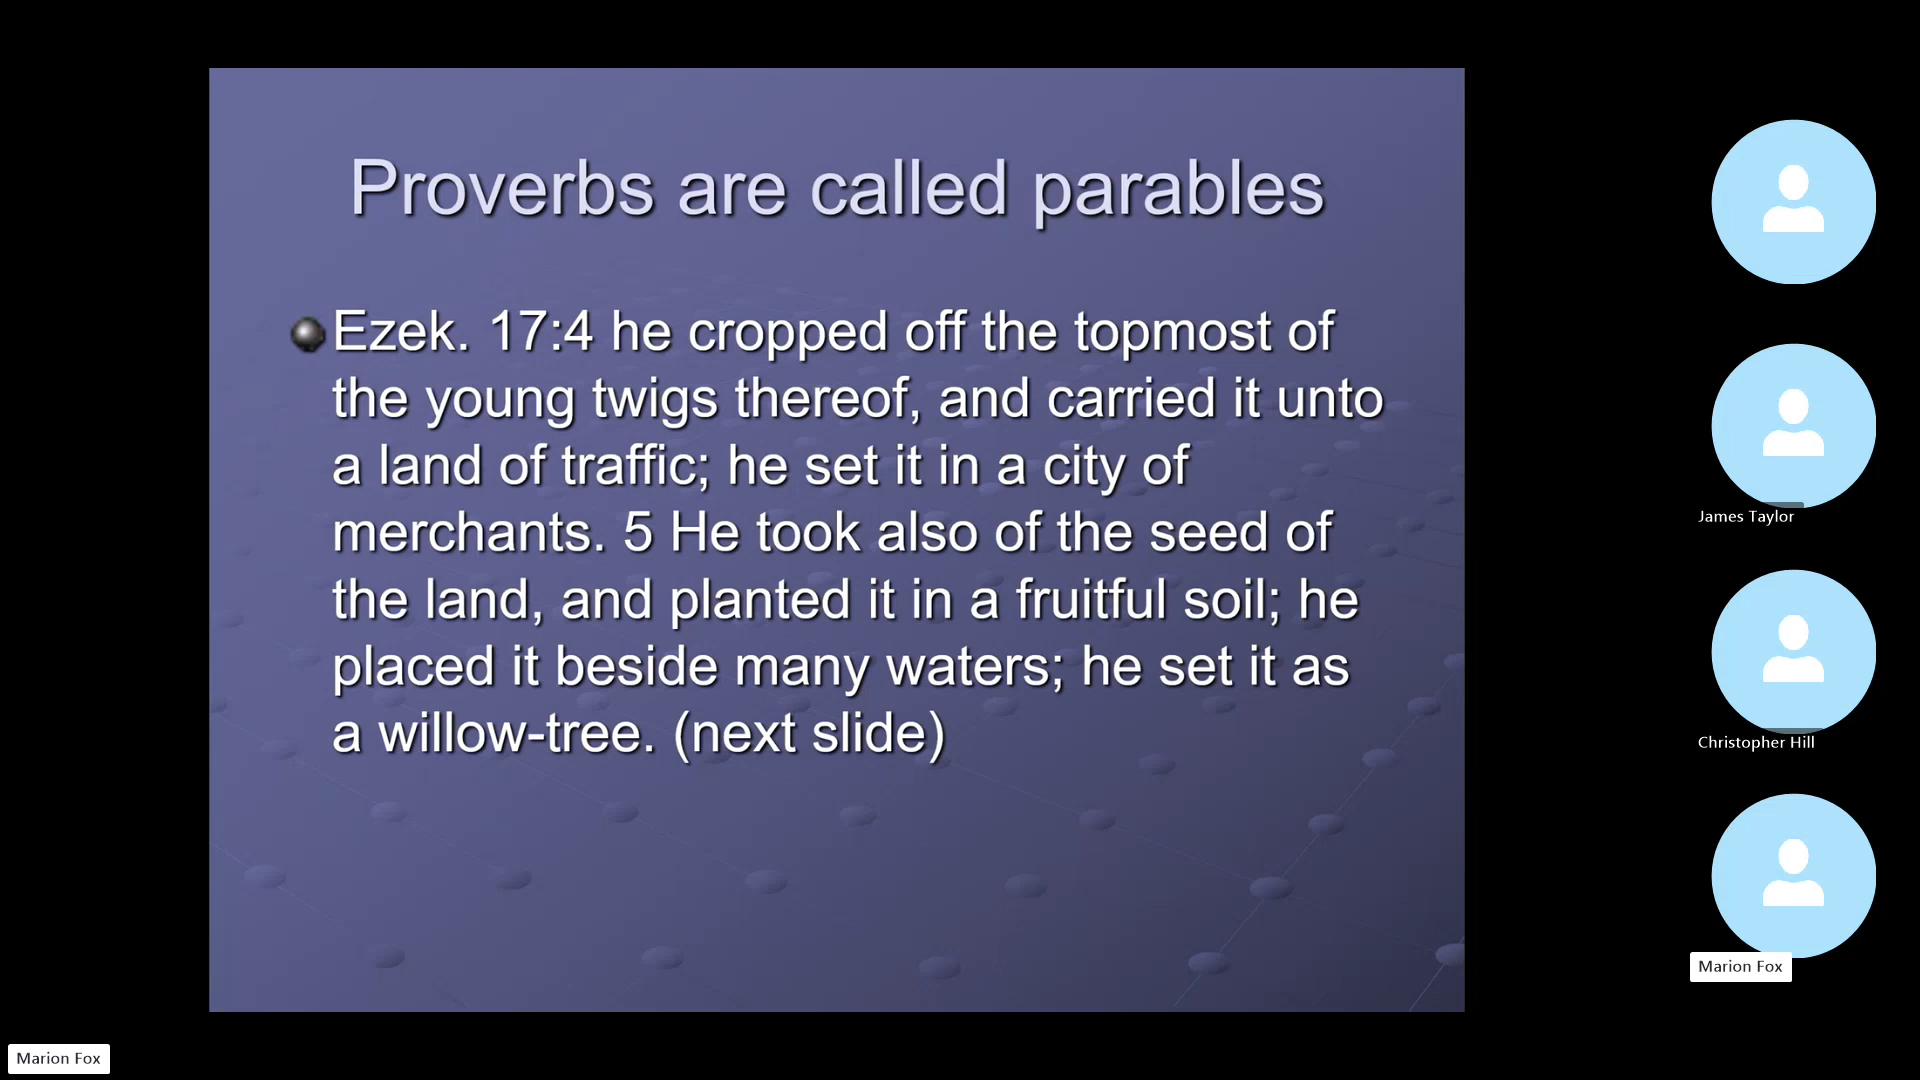 Proverbs are called parables
Ezek. 17:4 he cropped off the topmost of
the young twigs thereof, and carried it unto
a land of traffic; he set it in a city of
merchants. 5 He took also of the seed of
the land, and planted it in a fruitful soil; he
placed it beside many waters; he set it as
a willow-tree. (next slide)
James Taylor
Christopher Hill
Marion Fox
Marion Fox